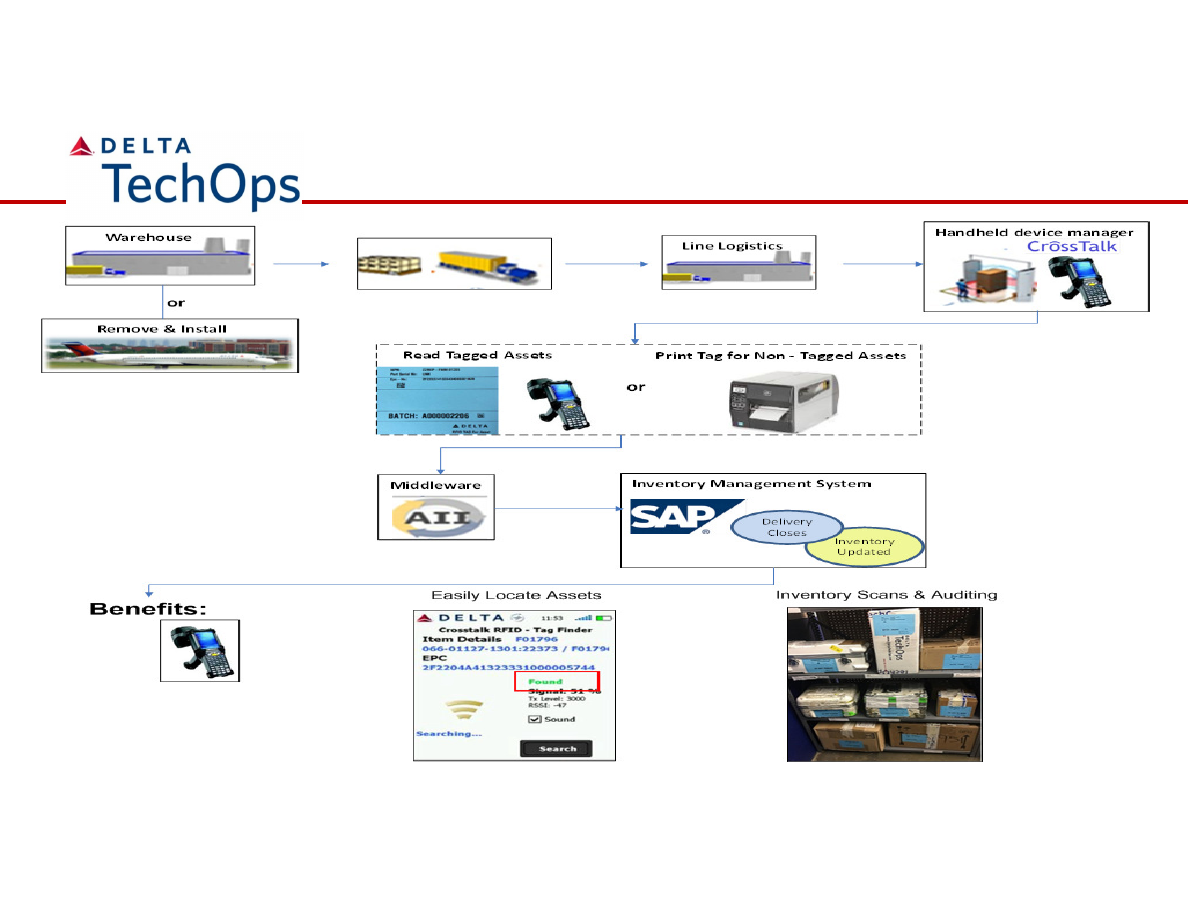 DELTA
TechOps
Warehouse
Line Logistics
Handheld device manager
CrossTalk
or
Remove & Install
Read Tagged Assets
Print Tag for Non - Tagged Assets
or
BATCH: A000002296
DELTA
Middleware
AII
Inventory Management System
SAP
®
Delivery
Closes
Inventory
Updated
Benefits:
Easily Locate Assets
Inventory Scans & Auditing
DELTA 11:53
Crosstalk RFID - Tag Finder
Item Details F01796
066-01127-1301:22373 / F0179
EPC
2F2204A41323331000005744
Found
Signal: 51 %
Tx Level: 3000
RSSI: -47
Sound
Searching....
Search
TechOps